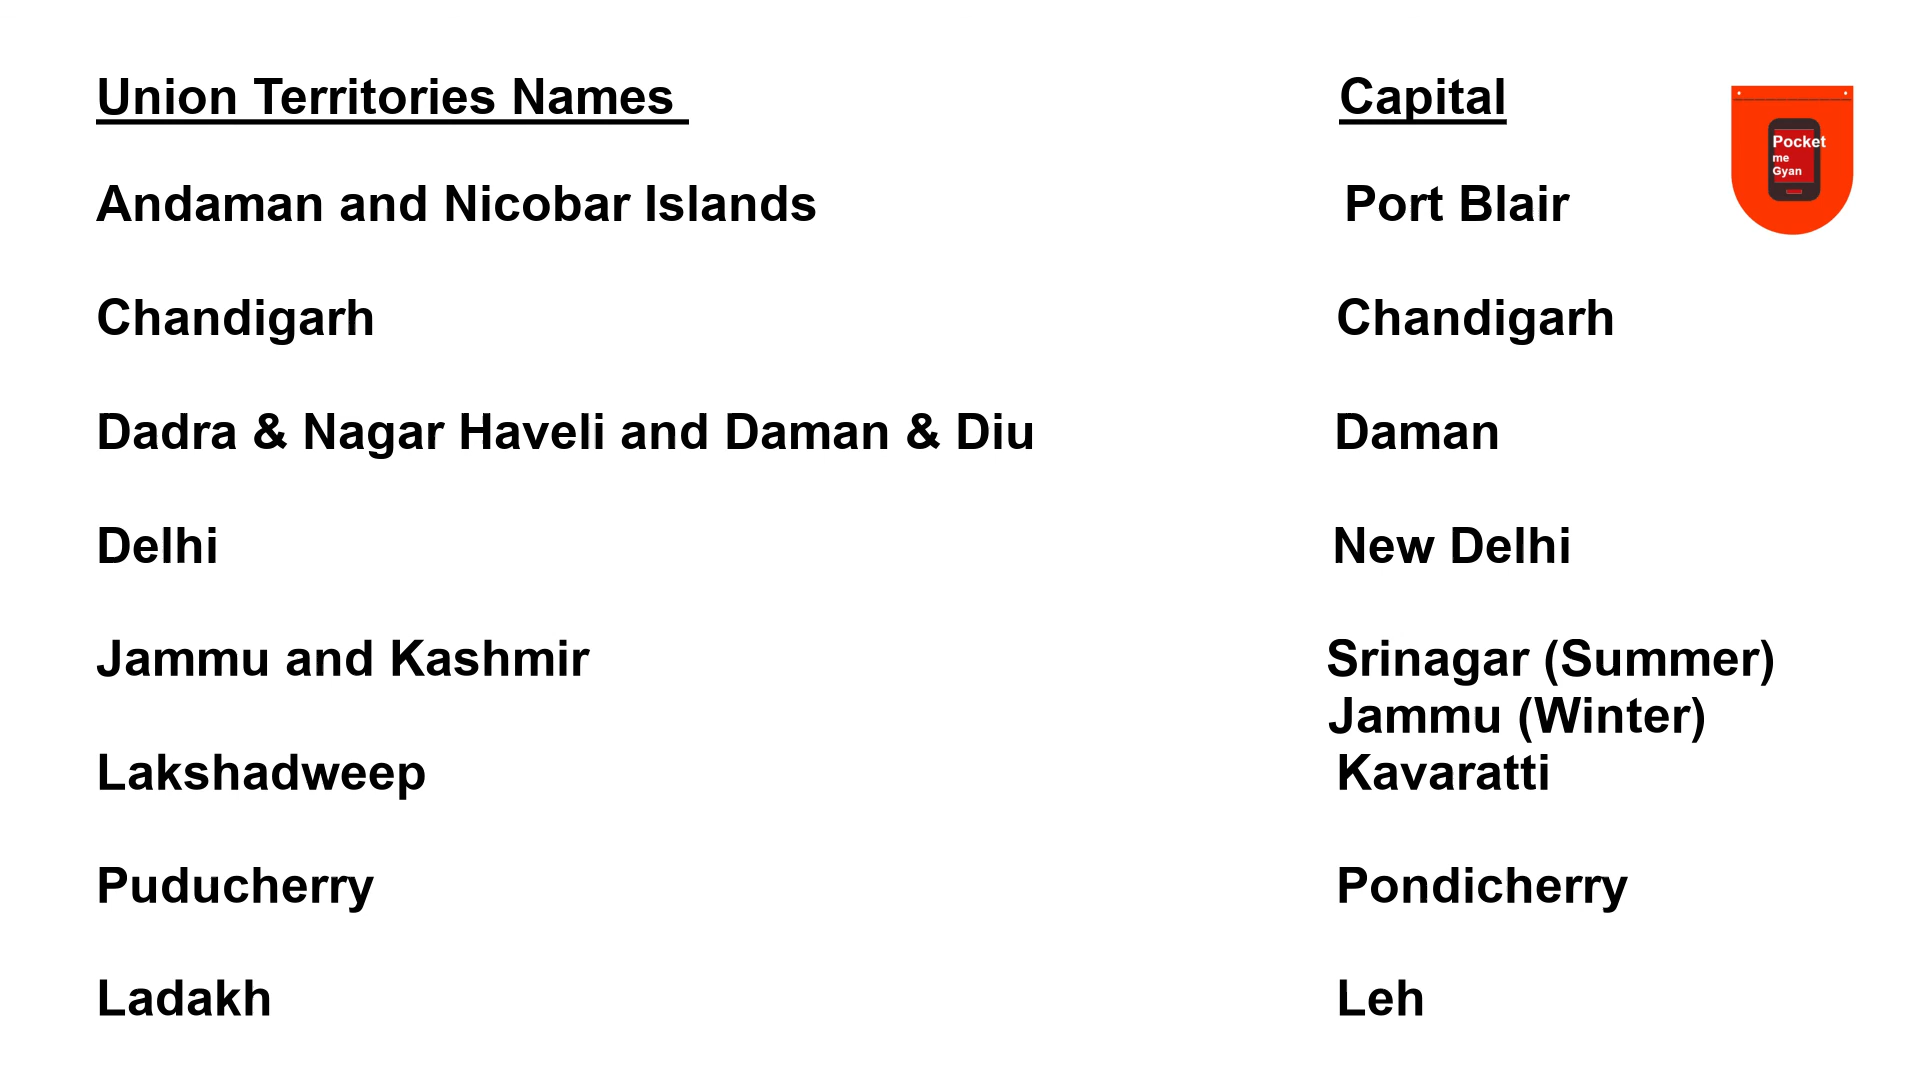 Union Territories Names Capital
Pocket
me
Gyan
Andaman and Nicobar Islands Port Blair
Chandigarh Chandigarh
Dadra & Nagar Haveli and Daman & Diu Daman
Delhi New Delhi
Jammu and Kashmir Srinagar (Summer)
Jammu (Winter)
Lakshadweep Kavaratti
Puducherry Pondicherry
Ladakh Leh